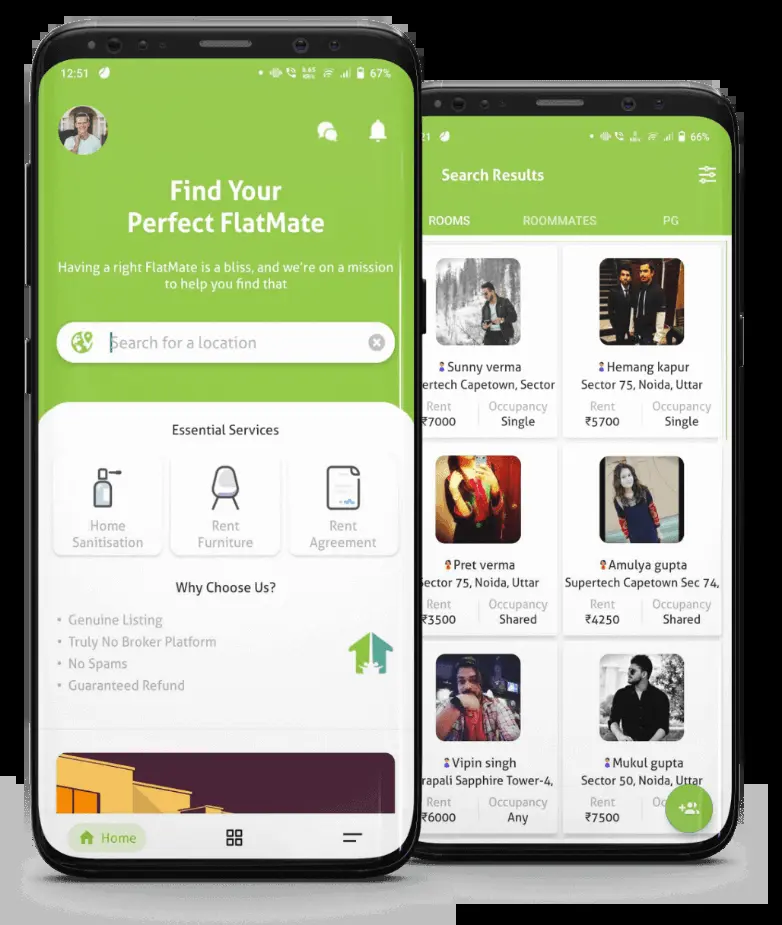 12:51
67%
Find Your
Perfect FlatMate
Having a right FlatMate is a bliss, and we're on a mission
to help you find that
Search for a location
Essential Services
Home
Sanitisation
Rent
Furniture
Rent
Agreement
Why Choose Us?
• Genuine Listing
• Truly No Broker Platform
• No Spams
• Guaranteed Refund
Home
21
66%
Search Results
ROOMS ROOMMATES PG
Sunny verma
ertech Capetown, Sector
Rent Occupancy
₹7000 Single
Hemang kapur
Sector 75, Noida, Uttar
Rent Occupancy
₹5700 Single
Pret verma
Sector 75, Noida, Uttar
Rent Occupancy
₹3500 Shared
Amulya gupta
Supertech Capetown Sec 74,
Rent Occupancy
₹4250 Shared
Vipin singh
rapali Sapphire Tower-4,
Rent Occupancy
₹6000 Any
Mukul gupta
Sector 50, Noida, Uttar
Rent Oc
₹7500